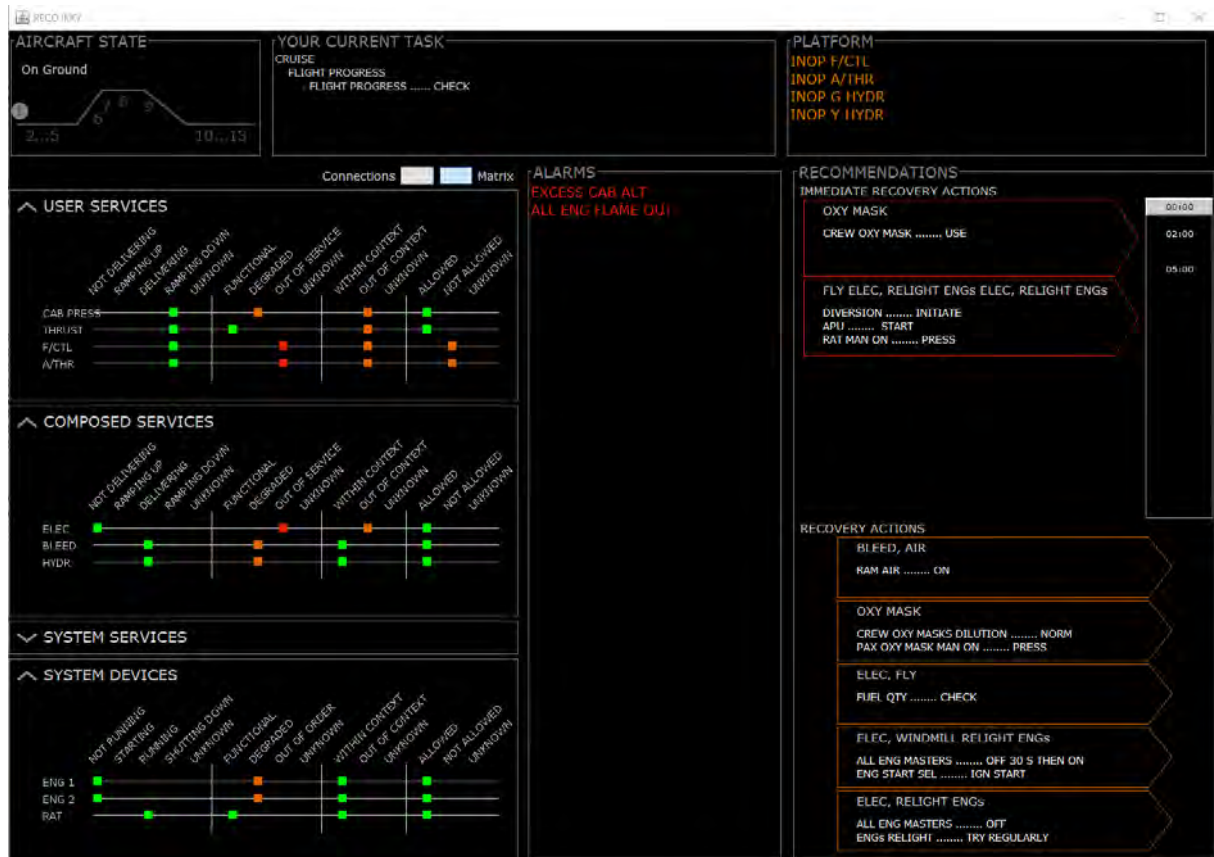 AIRCRAFT STATE
On Ground
6 7 8 9
2...5 10...13
YOUR CURRENT TASK
CRUISE
FLIGHT PROGRESS
FLIGHT PROGRESS ...... CHECK
PLATFORM
INOP F/CTL
INOP A/THR
INOP G HYDR
INOP Y HYDR
Connections Matrix
USER SERVICES
NOT DELIVERING
RAMPING UP
DELIVERING
RAMPING DOWN
UNKNOWN
FUNCTIONAL
DEGRADED
OUT OF SERVICE
UNKNOWN
WITHIN CONTEXT
OUT OF CONTEXT
UNKNOWN
ALLOWED
NOT ALLOWED
UNKNOWN
CAB PRESS
THRUST
F/CTL
A/THR
COMPOSED SERVICES
NOT DELIVERING
RAMPING UP
DELIVERING
RAMPING DOWN
UNKNOWN
FUNCTIONAL
DEGRADED
OUT OF SERVICE
UNKNOWN
WITHIN CONTEXT
OUT OF CONTEXT
UNKNOWN
ALLOWED
NOT ALLOWED
UNKNOWN
ELEC
BLEED
HYDR
SYSTEM SERVICES
SYSTEM DEVICES
NOT RUNNING
STARTING
RUNNING
SHUTTING DOWN
UNKNOWN
FUNCTIONAL
DEGRADED
OUT OF ORDER
UNKNOWN
WITHIN CONTEXT
OUT OF CONTEXT
UNKNOWN
ALLOWED
NOT ALLOWED
UNKNOWN
ENG 1
ENG 2
RAT
ALARMS
EXCESS CAB ALT
ALL ENG FLAME OUT
RECOMMENDATIONS
IMMEDIATE RECOVERY ACTIONS
OXY MASK
CREW OXY MASK ........ USE
FLY ELEC, RELIGHT ENGs ELEC, RELIGHT ENGs
DIVERSION ........ INITIATE
APU ........ START
RAT MAN ON ........ PRESS
00:00
02:00
05:00
RECOVERY ACTIONS
BLEED, AIR
RAM AIR ........ ON
OXY MASK
CREW OXY MASKS DILUTION ........ NORM
PAX OXY MASK MAN ON ........ PRESS
ELEC, FLY
FUEL QTY ........ CHECK
ELEC, WINDMILL RELIGHT ENGs
ALL ENG MASTERS ........ OFF 30 S THEN ON
ENG START SEL ........ IGN START
ELEC, RELIGHT ENGs
ALL ENG MASTERS ........ OFF
ENGs RELIGHT ........ TRY REGULARLY